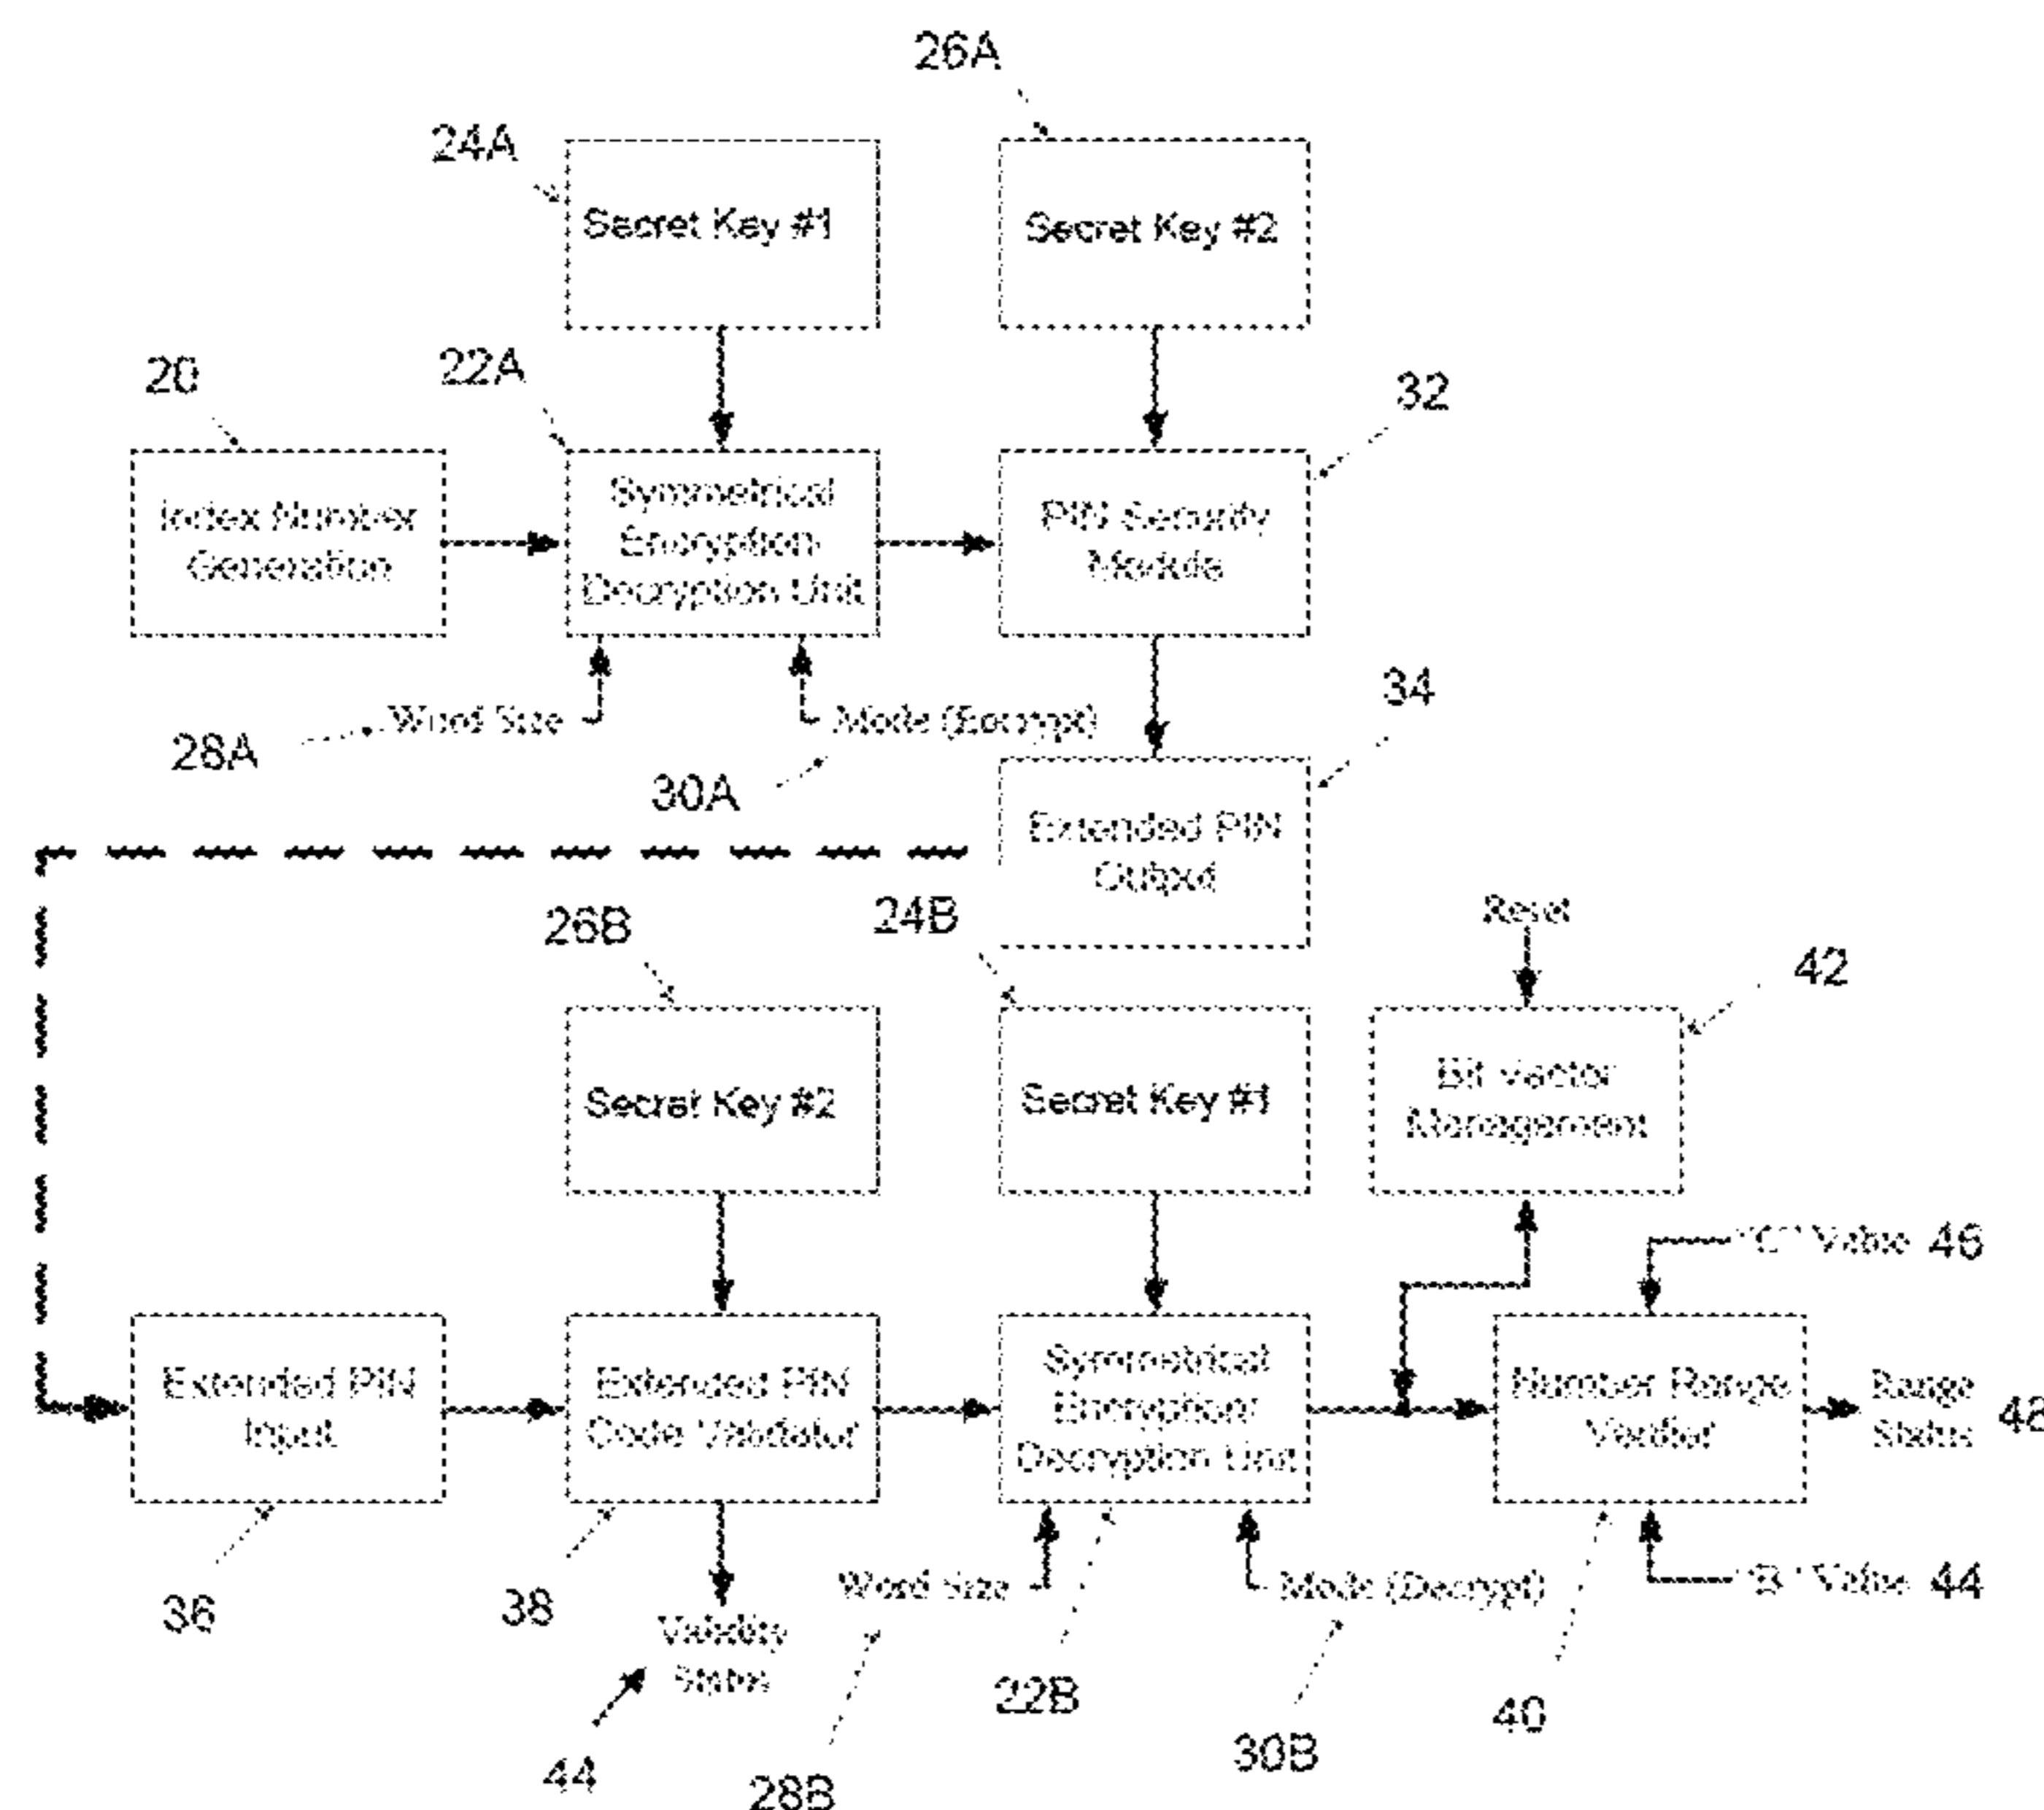 26A
24A
Secret Key #1
Secret Key #2
20
22A
32
Index Number
Generation
Symmetrical
Encryption
Decryption Unit
PIN Security
Module
34
Word Size
Mode (Encrypt)
28A
30A
Extended PIN
Output
26B
24B
Reset
42
Secret Key #2
Secret Key #1
Bit Vector
Management
"C" Value 46
Extended PIN
Input
Extended PIN
Code Validator
Symmetrical
Encryption
Decryption Unit
Number Range
Verifier
Range
Status
48
36
38
Word Size
Mode (Decrypt)
"B" Value 44
Validity
Status
22B
40
44
28B
30B